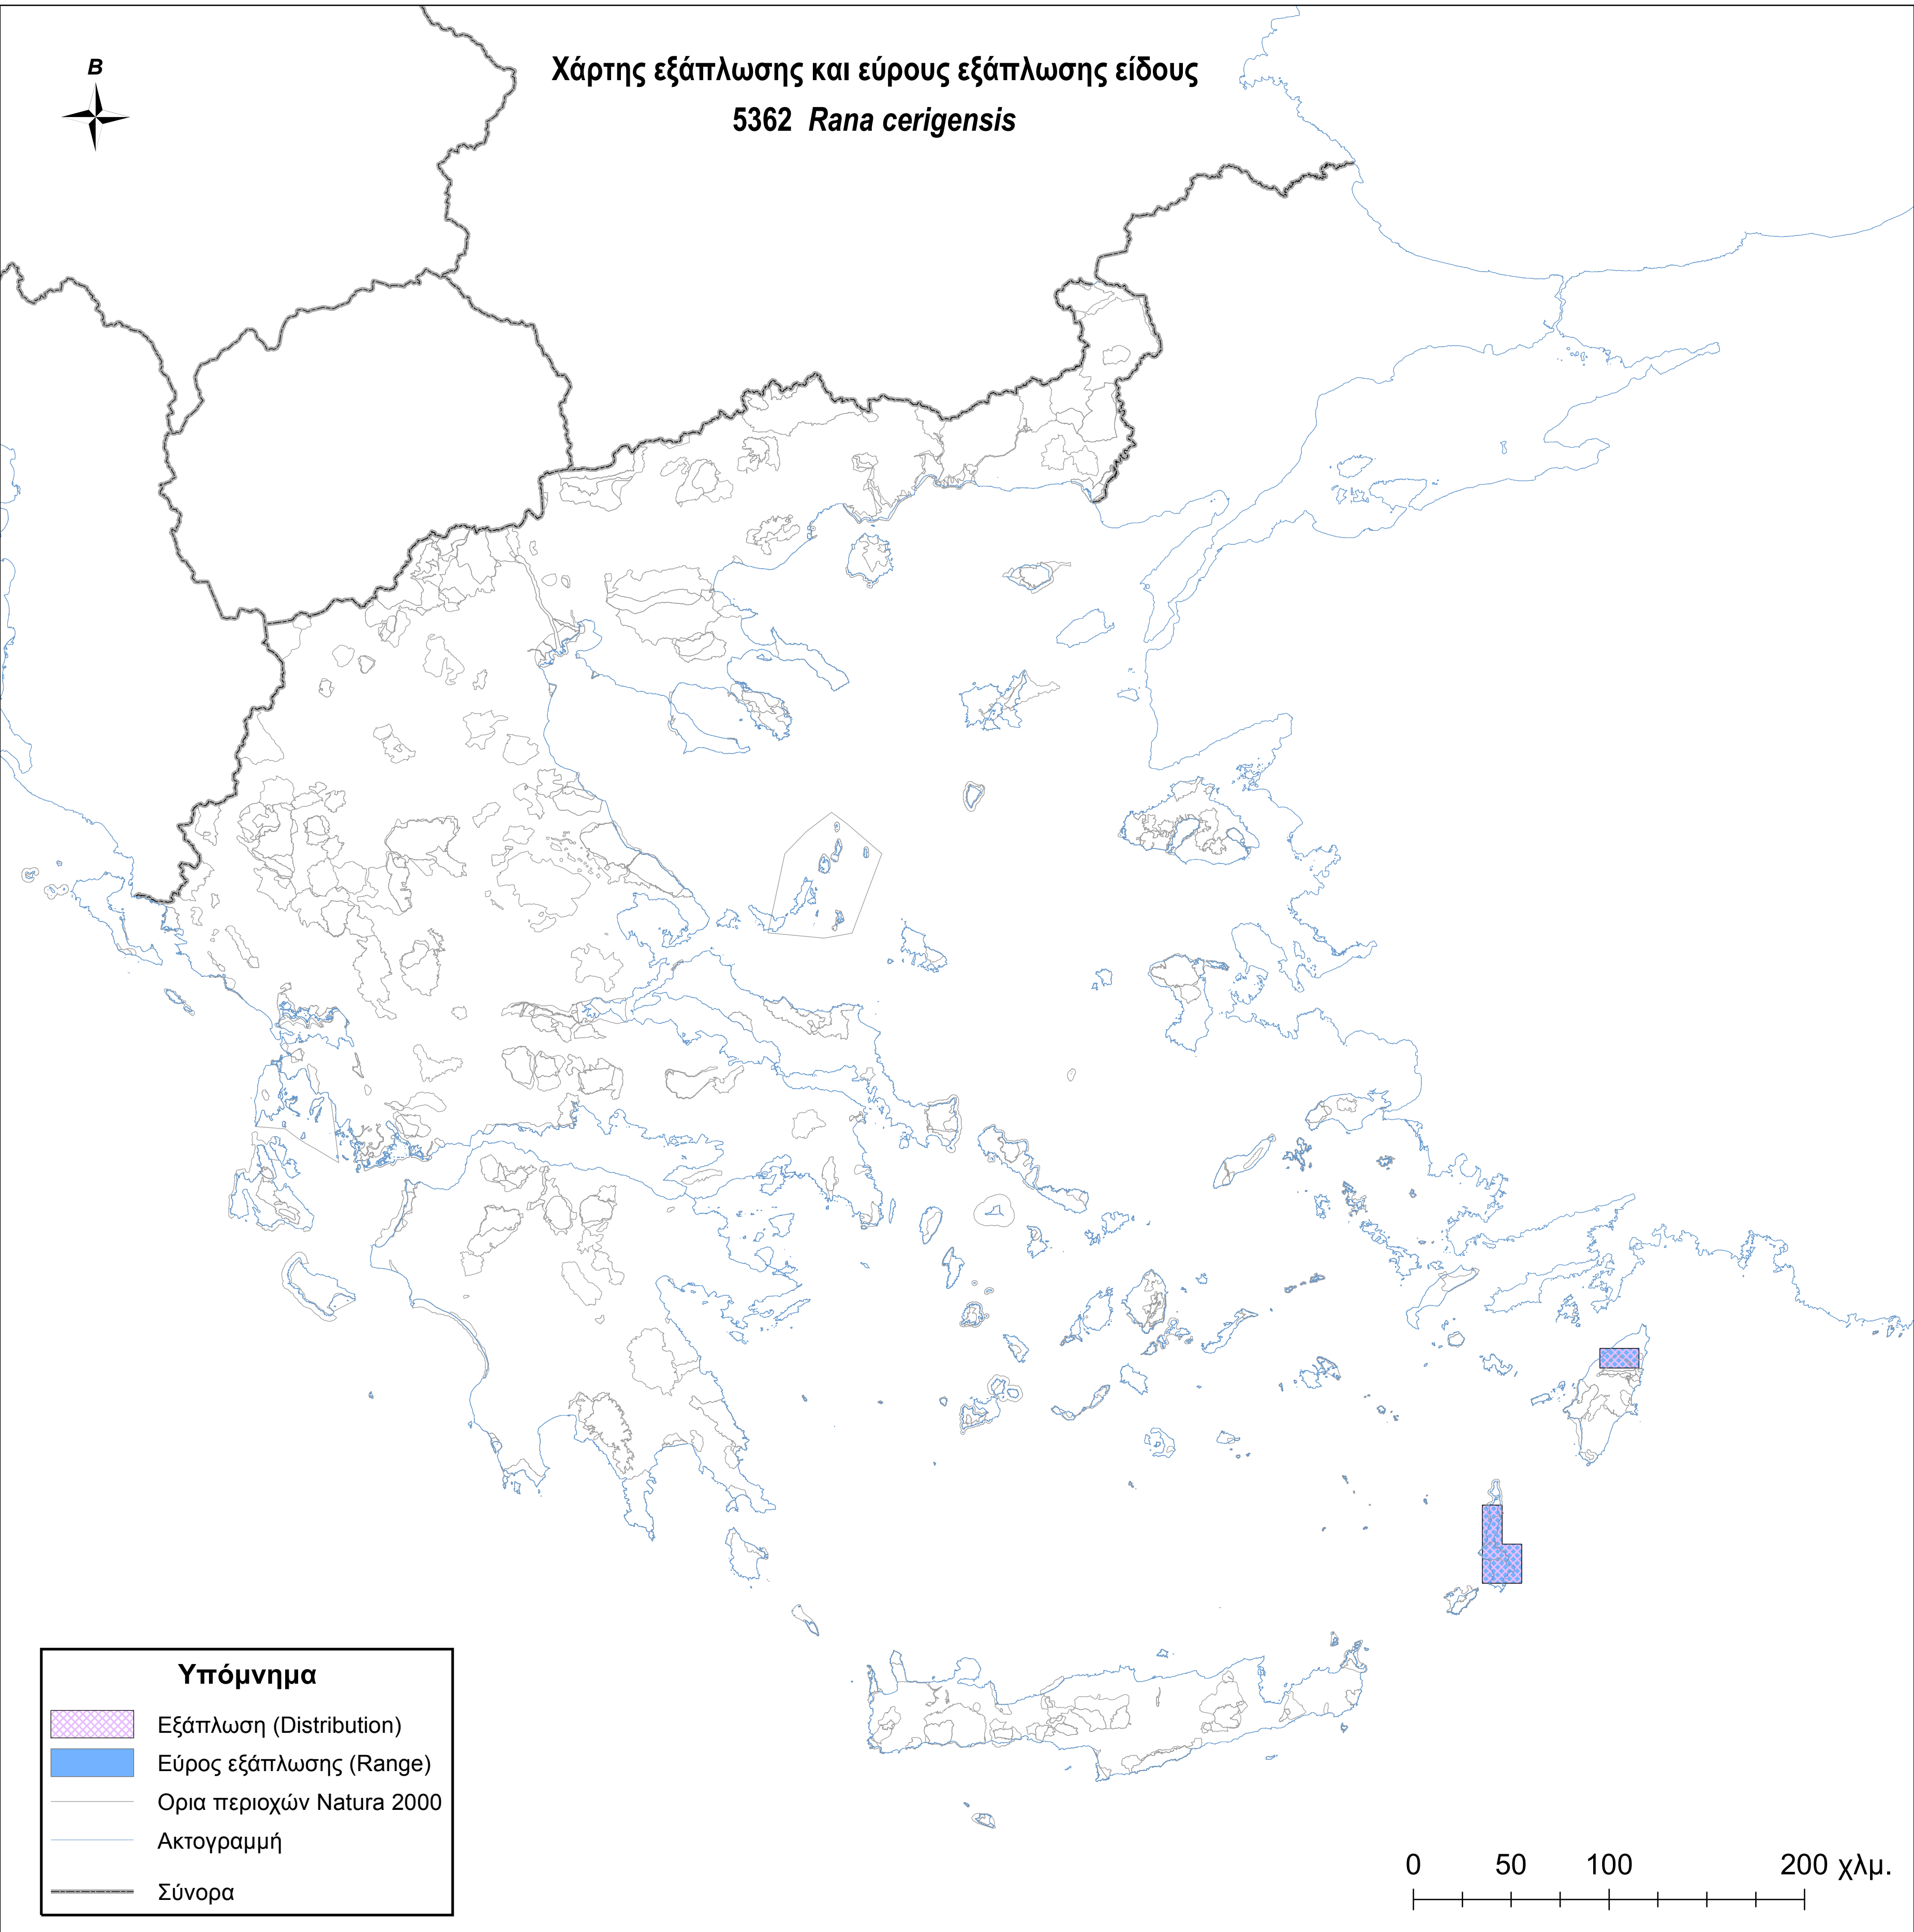 Χάρτης εξάπλωσης και εύρους εξάπλωσης είδους
5362 Rana cerigensis
Β
Υπόμνημα
Εξάπλωση (Distribution)
Εύρος εξάπλωσης (Range)
Ορια περιοχών Natura 2000
Ακτογραμμή
Σύνορα
0 50 100 200 χλμ.